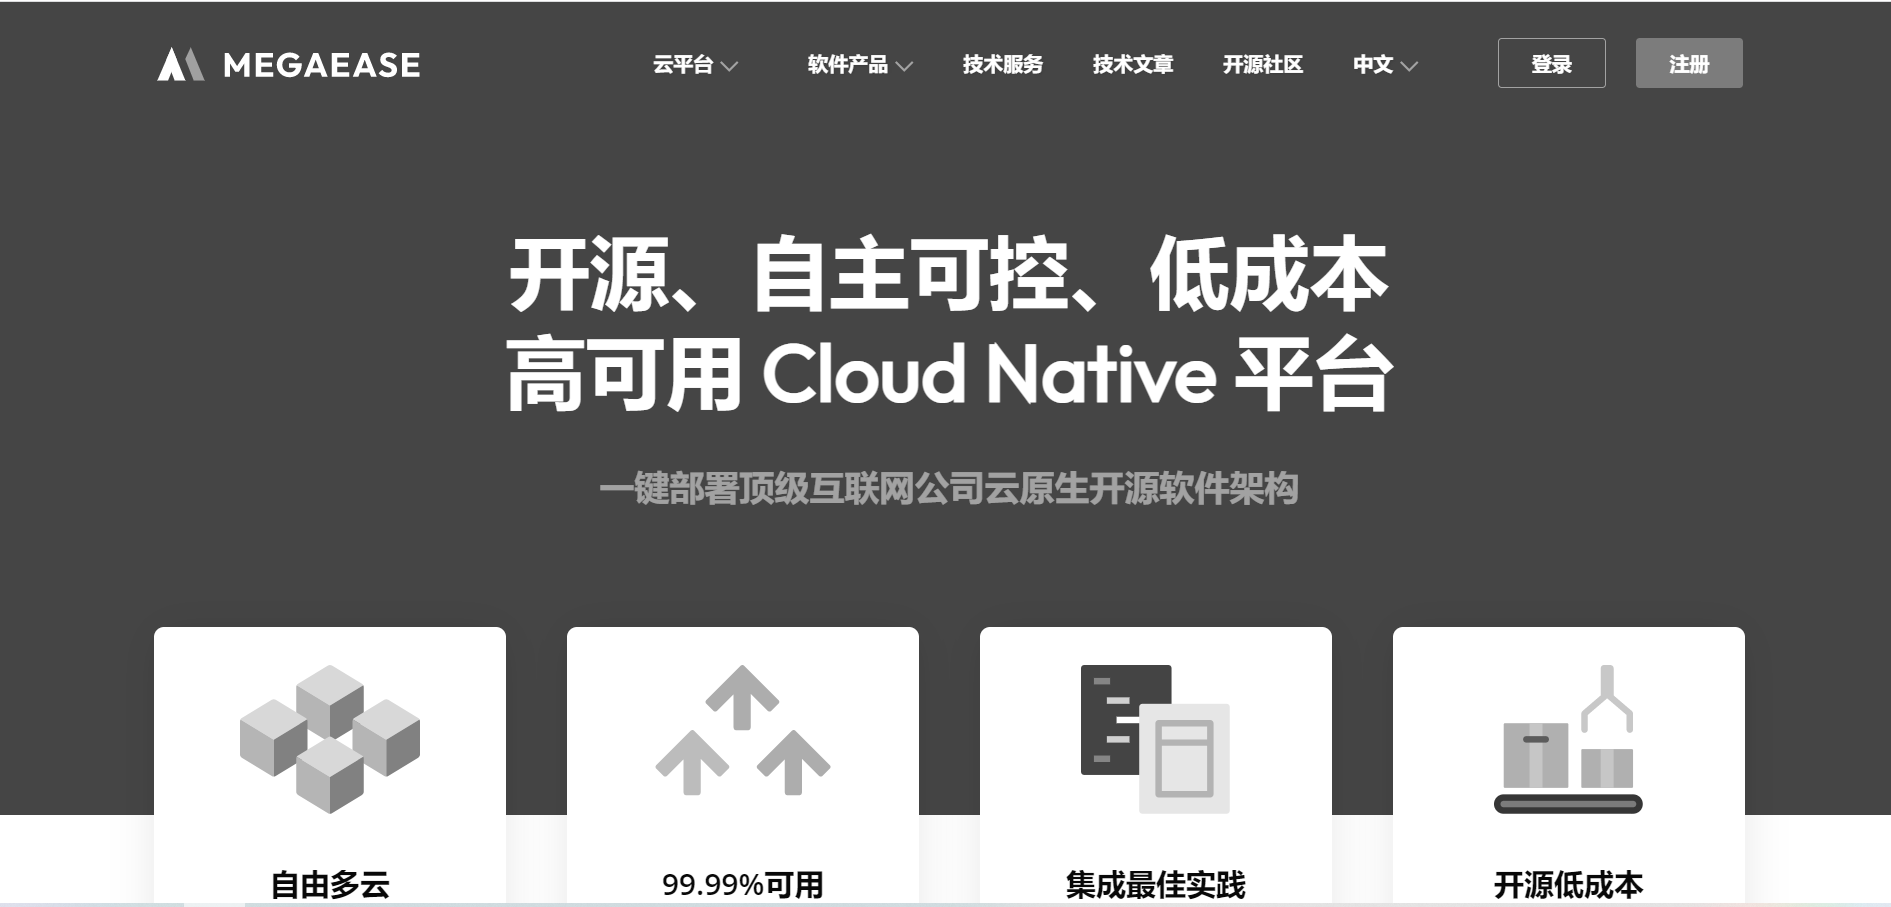 MEGAEASE
云平台
软件产品
技术服务
技术文章
开源社区
中文
登录
注册
开源、自主可控、低成本
高可用 Cloud Native 平台
一键部署顶级互联网公司云原生开源软件架构
自由多云
99.99%可用
集成最佳实践
开源低成本